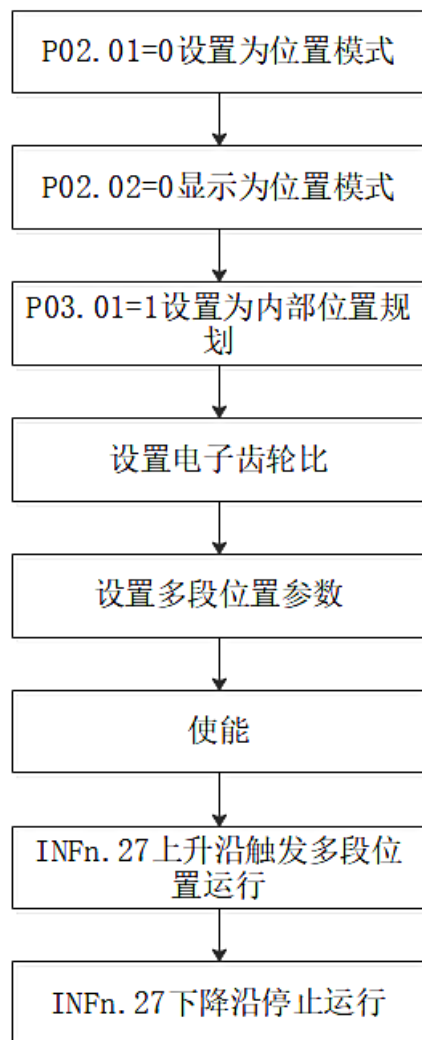 P02.01=0设置为位置模式
P02.02=0显示为位置模式
P03.01=1设置为内部位置规
划
设置电子齿轮比
设置多段位置参数
使能
INFn.27上升沿触发多段位
置运行
INFn.27下降沿停止运行